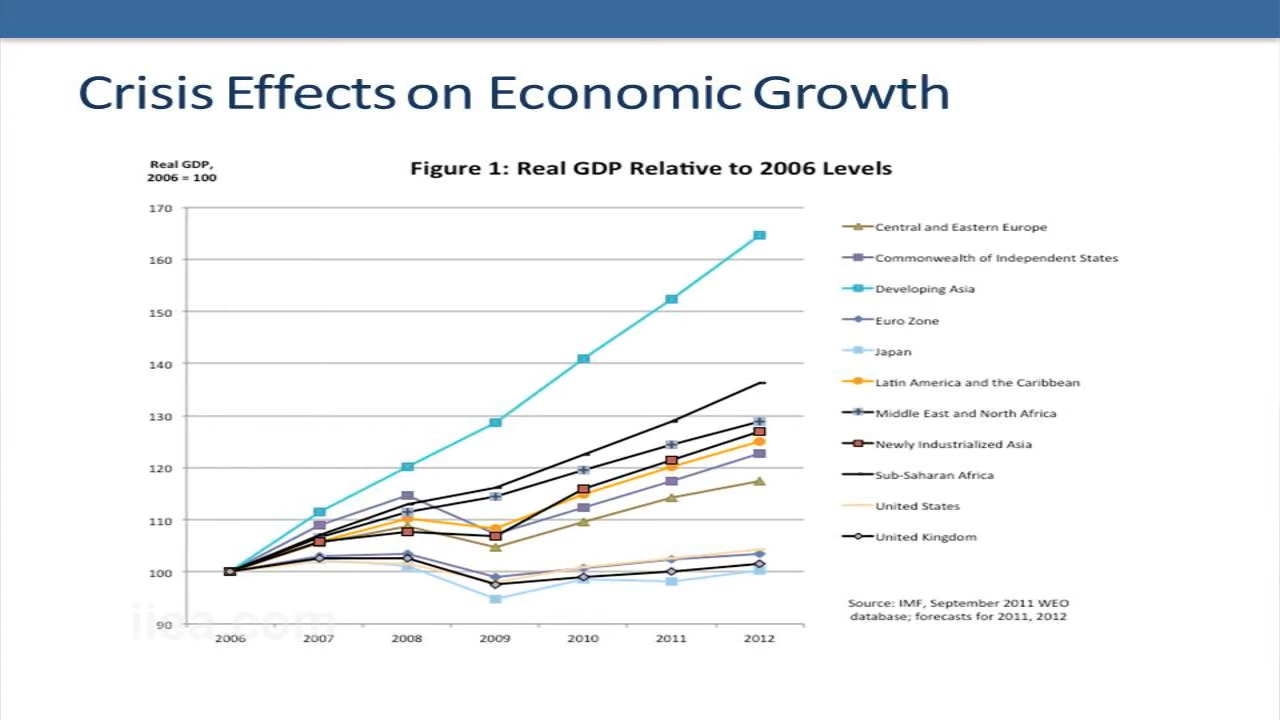 Crisis Effects on Economic Growth
Real GDP,
2006 = 100
Figure 1: Real GDP Relative to 2006 Levels
170
160
150
140
130
120
110
100
90
2006 2007 2008 2009 2010 2011 2012
Central and Eastern Europe
Commonwealth of Independent States
Developing Asia
Euro Zone
Japan
Latin America and the Caribbean
Middle East and North Africa
Newly Industrialized Asia
Sub-Saharan Africa
United States
United Kingdom
Source: IMF, September 2011 WEO
database; forecasts for 2011, 2012
iiea.com